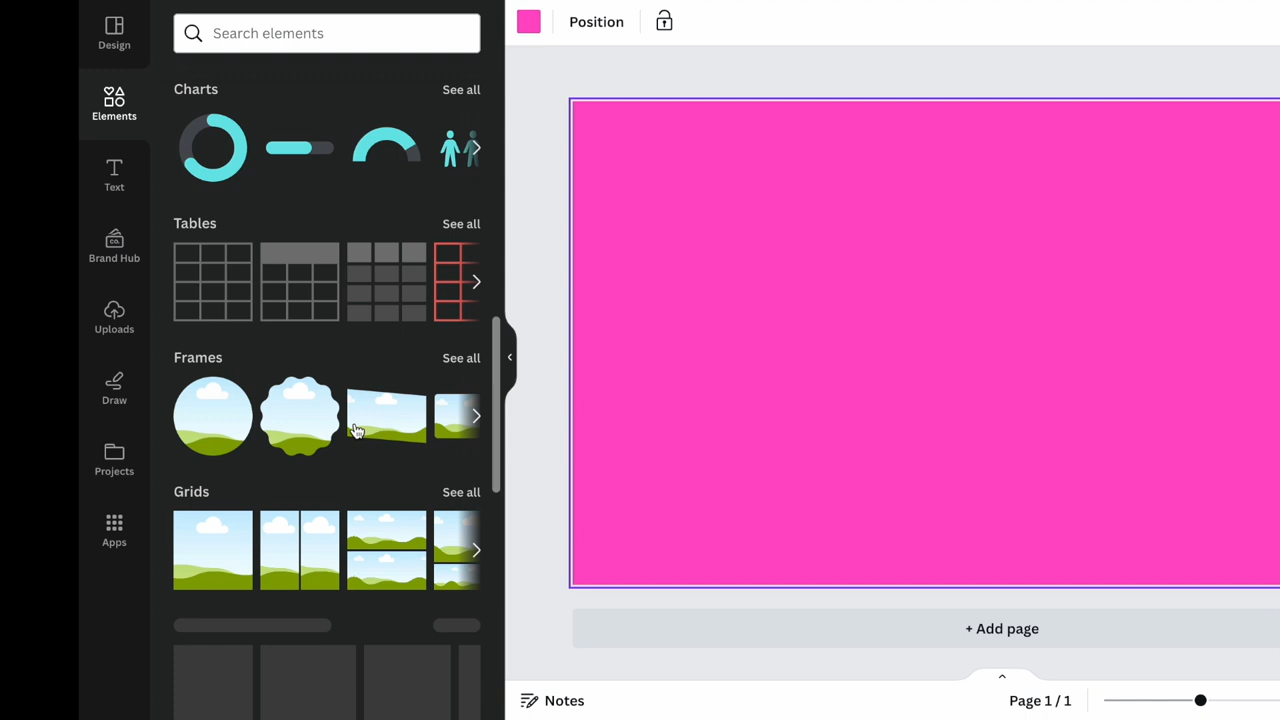 Design
Elements
Text
CO.
Brand Hub
Uploads
Draw
Projects
Apps
Search elements
Charts
See all
Tables
See all
Frames
See all
Grids
See all
Position
+ Add page
Notes
Page 1 / 1